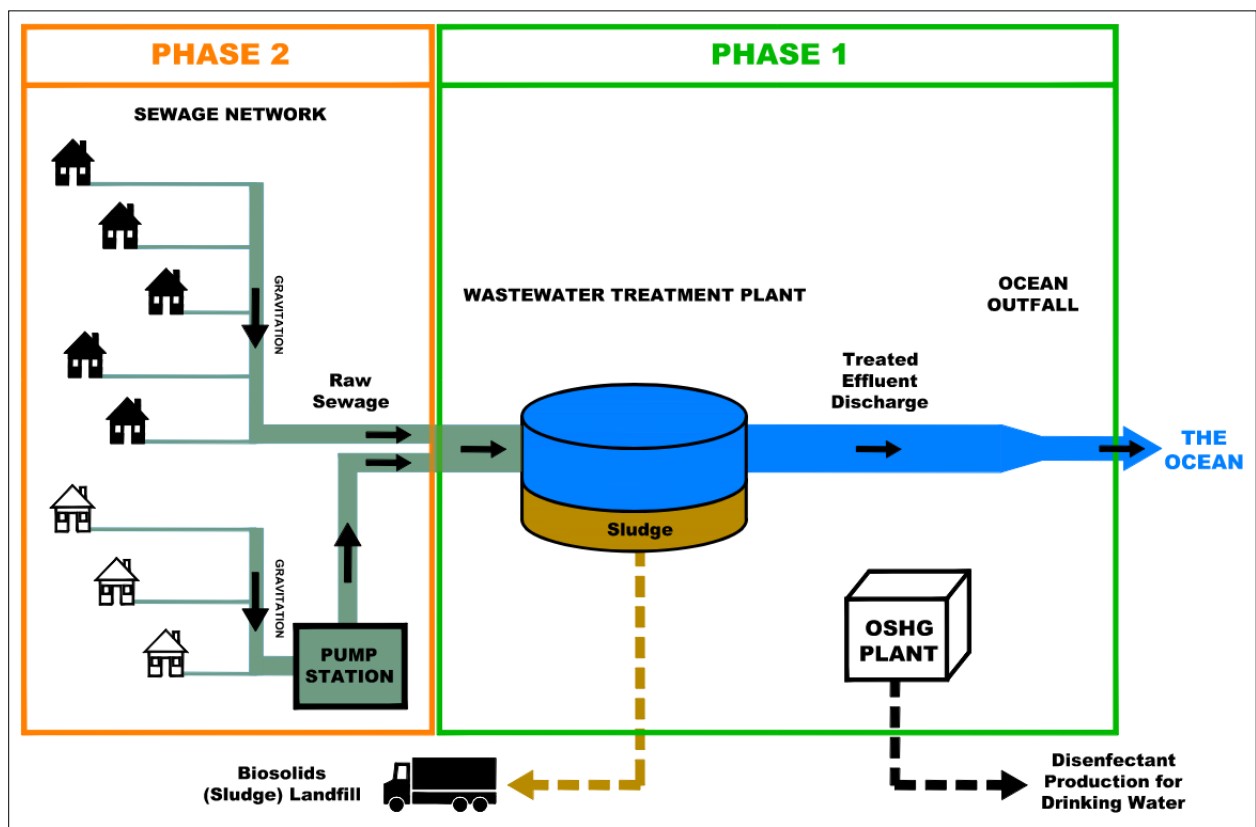 PHASE 2
PHASE 1
SEWAGE NETWORK
GRAVITATION
WASTEWATER TREATMENT PLANT
OCEAN
OUTFALL
Raw
Sewage
Treated
Effluent
Discharge
THE
OCEAN
Sludge
GRAVITATION
PUMP
STATION
OSHG
PLANT
Biosolids
(Sludge) Landfill
Disenfectant
Production for
Drinking Water